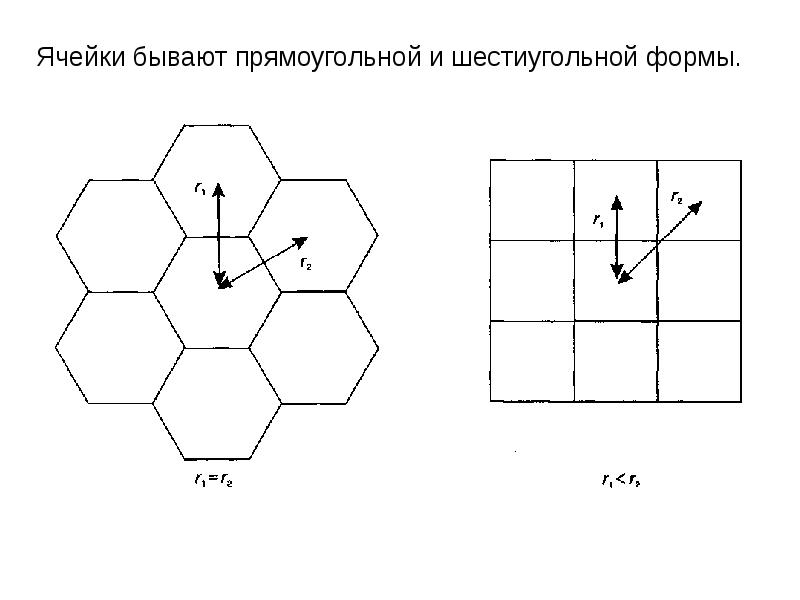 Ячейки бывают прямоугольной и шестиугольной формы.
r₁
r₂
r₁
r₂
r₁=r₂
r₁<r₂